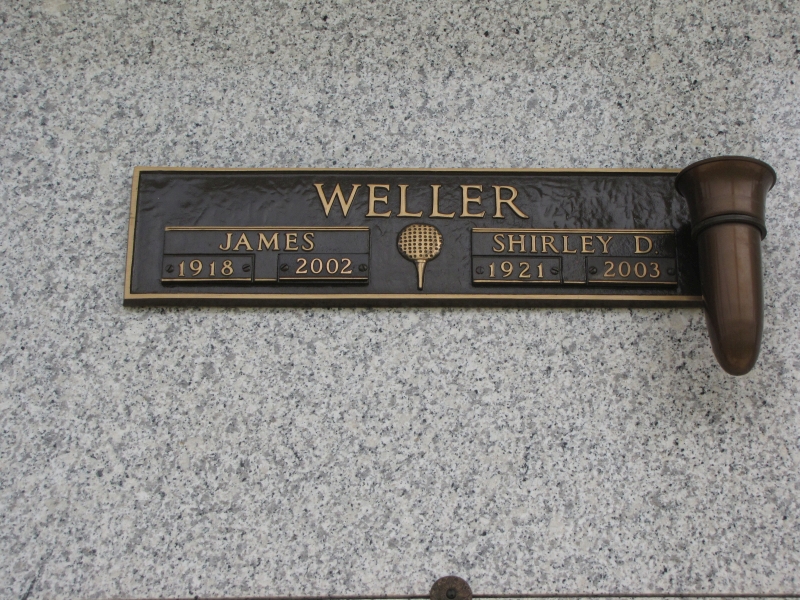 WELLER
JAMES
1918 2002
SHIRLEY D.
1921 2003